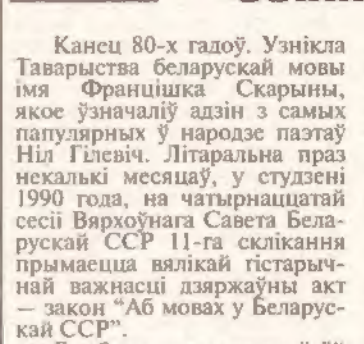 Канец 80-х гадоў. Узнікла
Таварыства беларускай мовы
імя Францішка Скарыны,
якое ўзначаліў адзін з самых
папулярных ў народзе паэтаў
Ніл Гілевіч. Літаральна праз
некалькі месяцаў, у студзені
1990 года, на чатырнаццатай
сесіі Вярхоўнага Савета Бела-
рускай ССР 11-га склікання
прымаецца вялікай гістарыч-
най важнасці дзяржаўны акт
— закон “Аб мовах у Беларус-
кай ССР”.